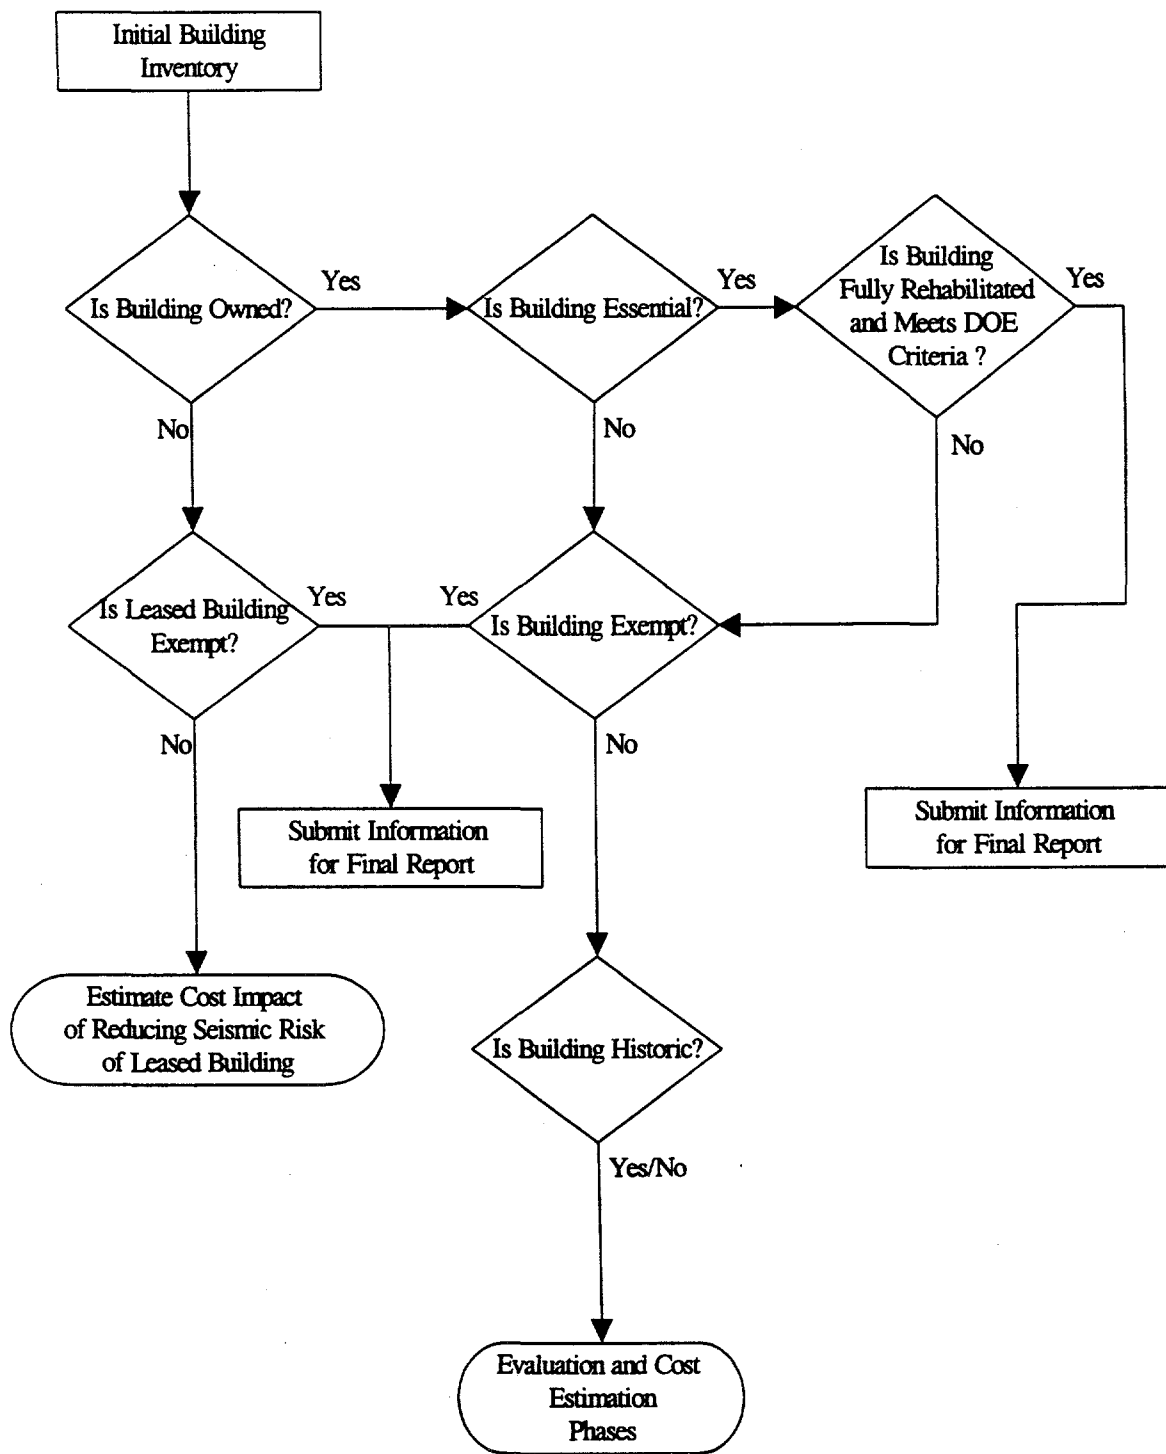 Initial Building
Inventory
Is Building Owned?
Yes
Is Building Essential?
Yes
Is Building
Fully Rehabilitated
and Meets DOE
Criteria ?
Yes
No
No
No
Is Leased Building
Exempt?
Yes
Yes
Is Building Exempt?
No
No
Submit Information
for Final Report
Submit Information
for Final Report
Estimate Cost Impact
of Reducing Seismic Risk
of Leased Building
Is Building Historic?
Yes/No
Evaluation and Cost
Estimation
Phases